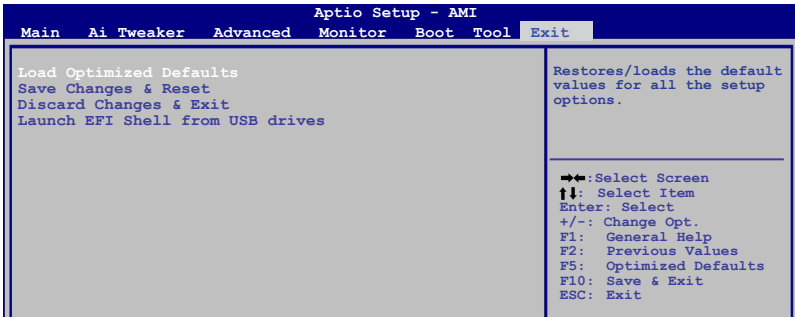 Aptio Setup - AMI
Main Ai Tweaker Advanced Monitor Boot Tool Exit
Load Optimized Defaults
Save Changes & Reset
Discard Changes & Exit
Launch EFI Shell from USB drives
Restores/loads the default
values for all the setup
options.
→←:Select Screen
↑↓: Select Item
Enter: Select
+/-: Change Opt.
F1: General Help
F2: Previous Values
F5: Optimized Defaults
F10: Save & Exit
ESC: Exit